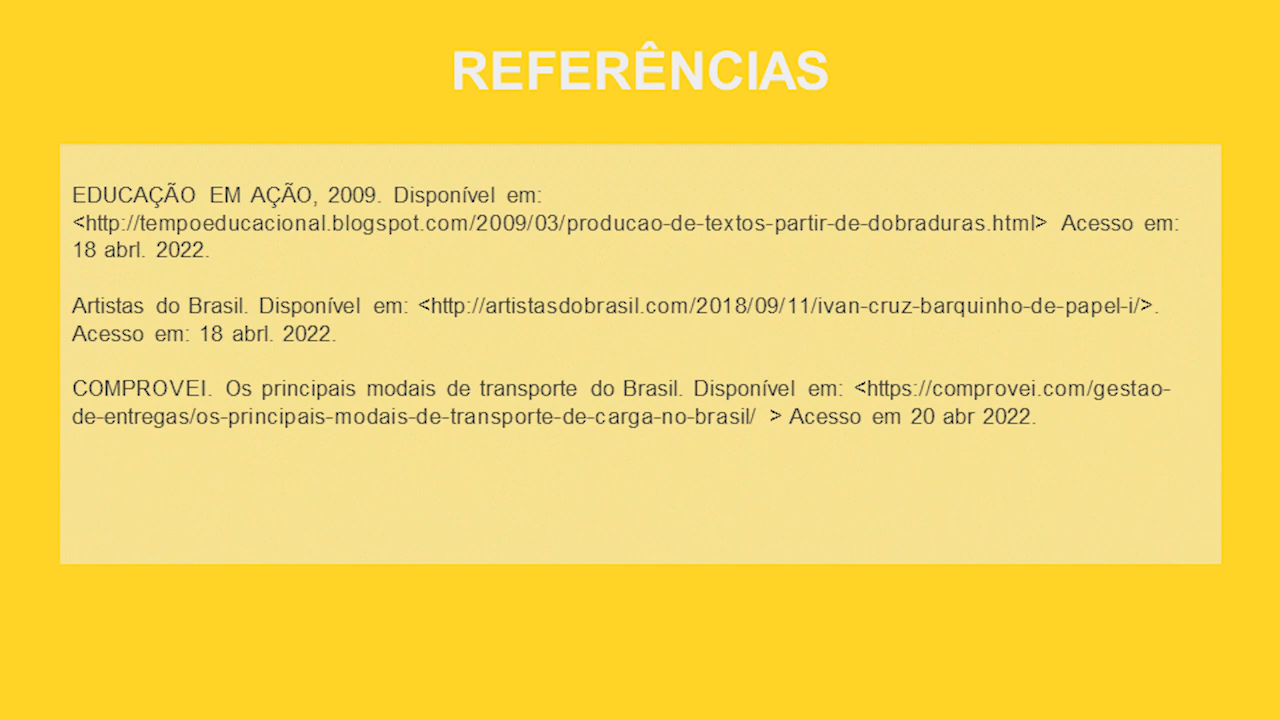 REFERÊNCIAS
EDUCAÇÃO EM AÇÃO, 2009. Disponível em:
<http://tempoeducacional.blogspot.com/2009/03/producao-de-textos-partir-de-dobraduras.html> Acesso em:
18 abrl. 2022.
Artistas do Brasil. Disponível em: <http://artistasdobrasil.com/2018/09/11/ivan-cruz-barquinho-de-papel-i/>.
Acesso em: 18 abrl. 2022.
COMPROVEI. Os principais modais de transporte do Brasil. Disponível em: <https://comprovei.com/gestao-
de-entregas/os-principais-modais-de-transporte-de-carga-no-brasil/ > Acesso em 20 abr 2022.